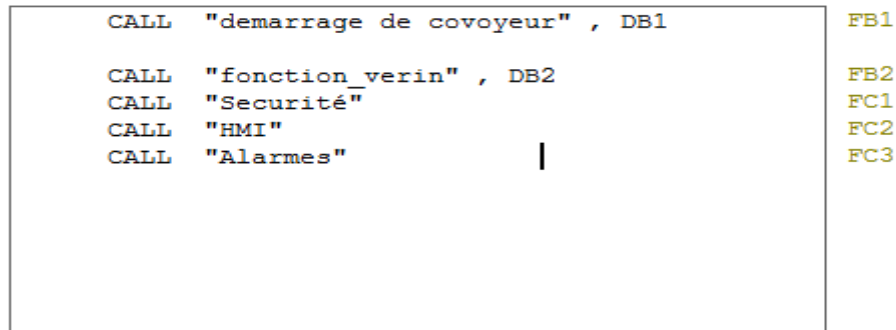 CALL "demarrage de covoyeur" , DB1 FB1
CALL "fonction_verin" , DB2 FB2
CALL "Securité" FC1
CALL "HMI" FC2
CALL "Alarmes" FC3